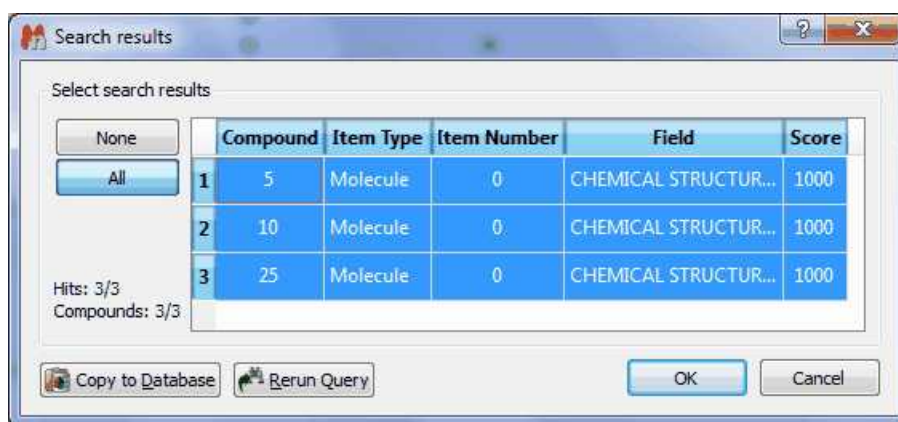 Search results
Select search results
None
All
Compound Item Type Item Number Field Score
1 5 Molecule 0 CHEMICAL STRUCTUR... 1000
2 10 Molecule 0 CHEMICAL STRUCTUR... 1000
3 25 Molecule 0 CHEMICAL STRUCTUR... 1000
Hits: 3/3
Compounds: 3/3
Copy to Database Rerun Query OK Cancel